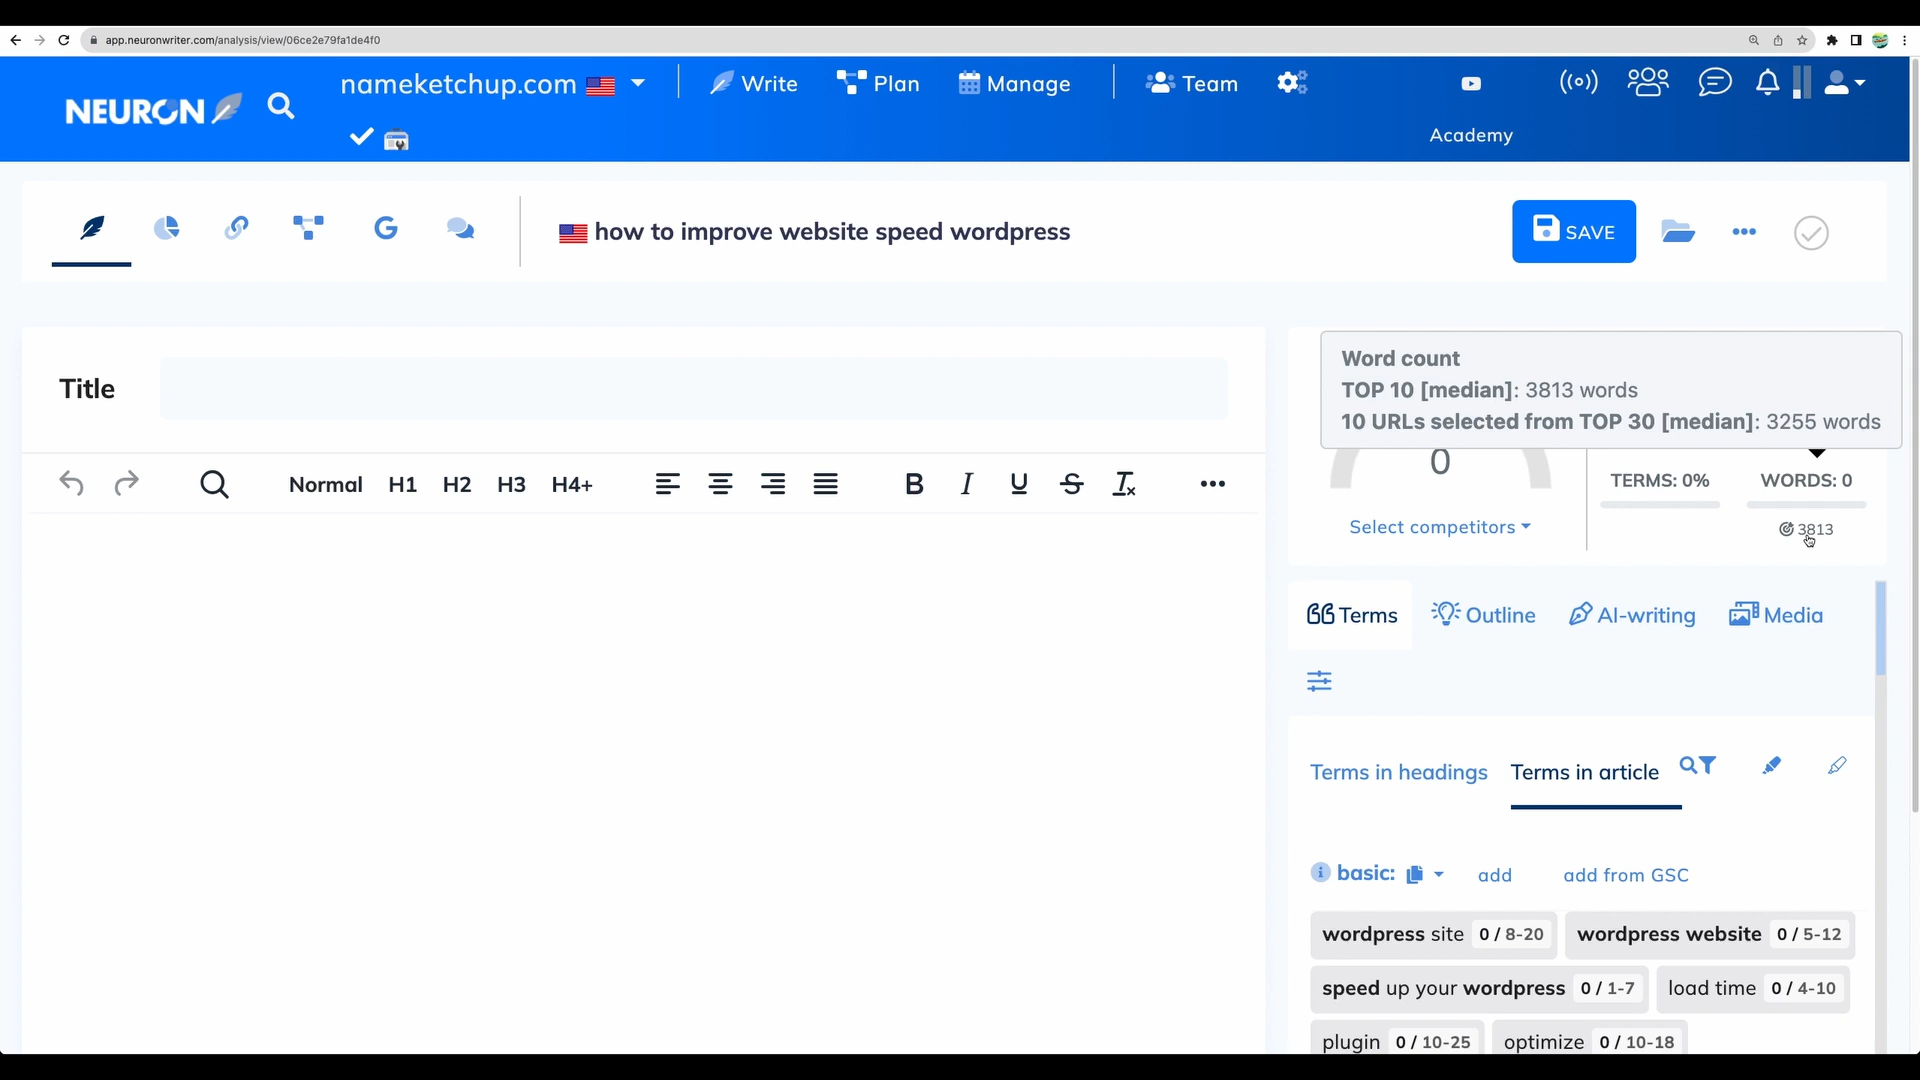 app.neuronwriter.com/analysis/view/06ce2e79fa1de4f0
NEURON
nameketchup.com
Write
Plan
Manage
Team
Academy
how to improve website speed wordpress
SAVE
Title
Word count
TOP 10 [median]: 3813 words
10 URLs selected from TOP 30 [median]: 3255 words
0
TERMS: 0%
WORDS: 0
Select competitors
3813
Normal H1 H2 H3 H4+
B I U S Tx
Terms
Outline
AI-writing
Media
Terms in headings
Terms in article
basic:
add
add from GSC
wordpress site 0 / 8-20
wordpress website 0 / 5-12
speed up your wordpress 0 / 1-7
load time 0 / 4-10
plugin 0 / 10-25
optimize 0 / 10-18